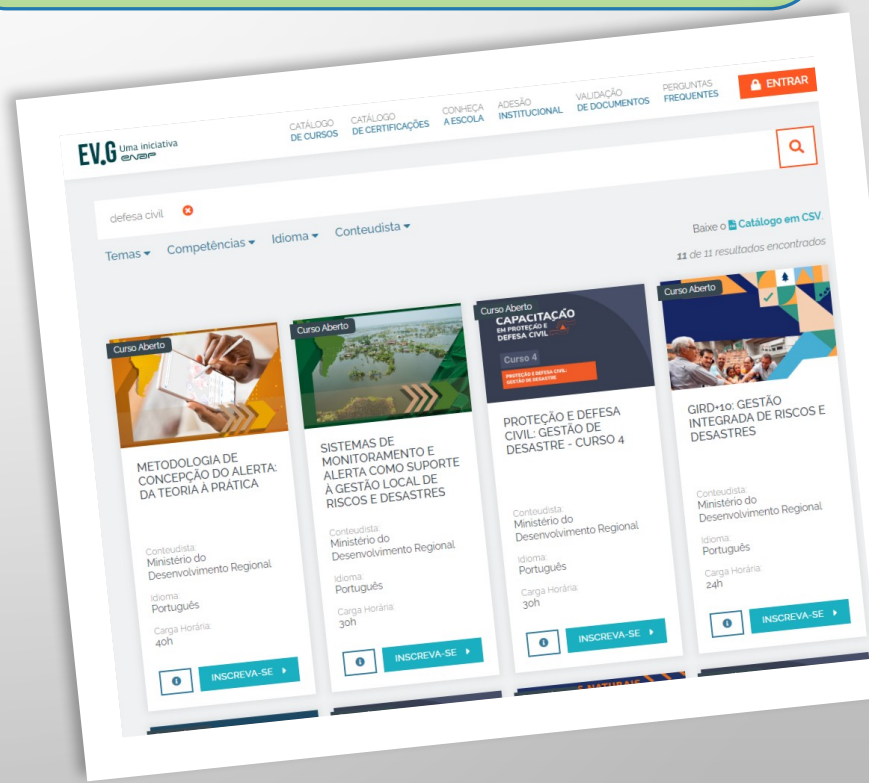 EV.G Uma iniciativa
enap
CATÁLOGO
DE CURSOS
CATÁLOGO
DE CERTIFICAÇÕES
CONHEÇA
A ESCOLA
ADESÃO
INSTITUCIONAL
VALIDAÇÃO
DE DOCUMENTOS
PERGUNTAS
FREQUENTES
ENTRAR
defesa civil
Temas
Competências
Idioma
Conteudista
Baixe o Catálogo em CSV.
11 de 11 resultados encontrados
Curso Aberto
METODOLOGIA DE
CONCEPÇÃO DO ALERTA:
DA TEORIA À PRÁTICA
Conteudista:
Ministério do
Desenvolvimento Regional
Idioma:
Português
Carga Horária:
40h
INSCREVA-SE
Curso Aberto
SISTEMAS DE
MONITORAMENTO E
ALERTA COMO SUPORTE
À GESTÃO LOCAL DE
RISCOS E DESASTRES
Conteudista:
Ministério do
Desenvolvimento Regional
Idioma:
Português
Carga Horária:
30h
INSCREVA-SE
Curso Aberto
CAPACITAÇÃO
EM PROTEÇÃO E
DEFESA CIVIL
Curso 4
PROTEÇÃO E DEFESA CIVIL:
GESTÃO DE DESASTRE
PROTEÇÃO E DEFESA
CIVIL: GESTÃO DE
DESASTRE - CURSO 4
Conteudista:
Ministério do
Desenvolvimento Regional
Idioma:
Português
Carga Horária:
30h
INSCREVA-SE
Curso Aberto
GIRD+10: GESTÃO
INTEGRADA DE RISCOS E
DESASTRES
Conteudista:
Ministério do
Desenvolvimento Regional
Idioma:
Português
Carga Horária:
24h
INSCREVA-SE
E NATURAIS